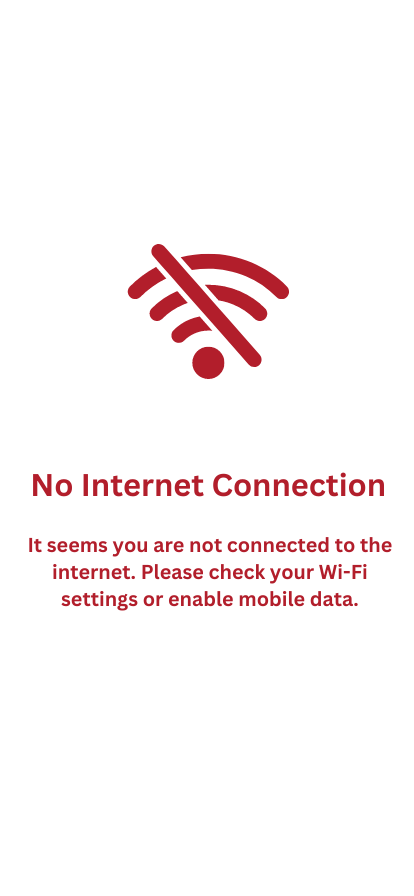 No Internet Connection
It seems you are not connected to the
internet. Please check your Wi-Fi
settings or enable mobile data.